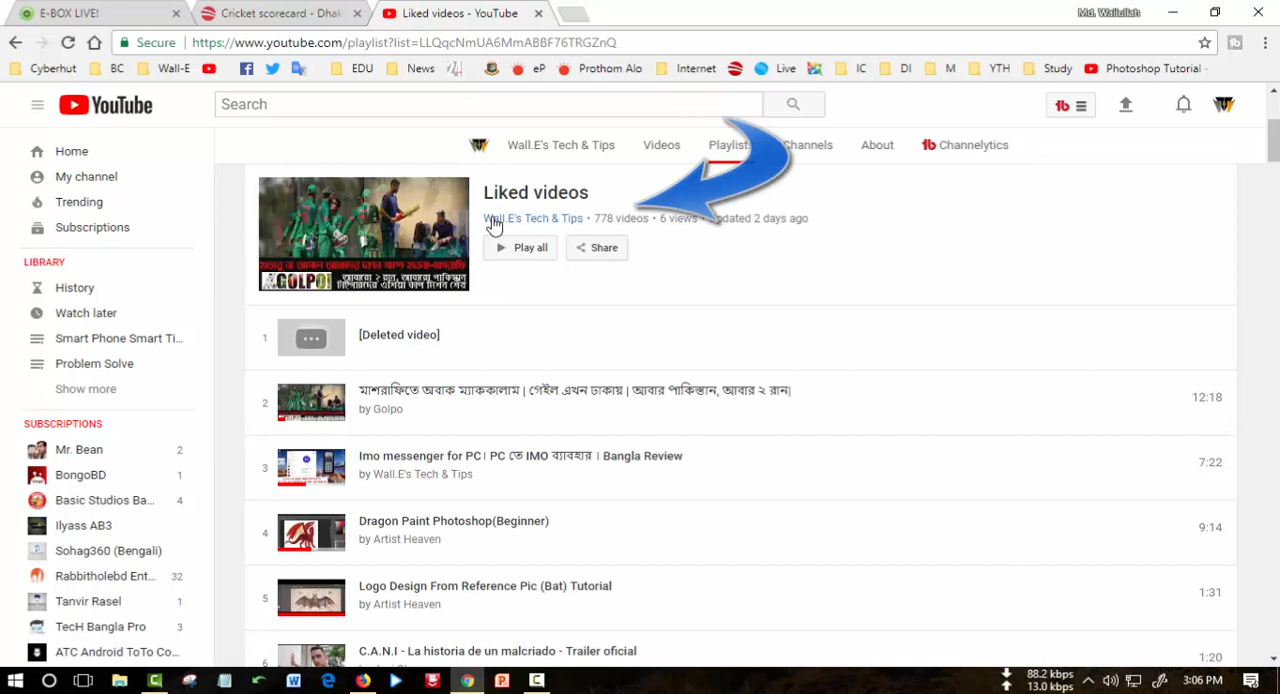 E-BOX LIVE!
Cricket scorecard - Dhak
Liked videos - YouTube
Md. Waliullah
Secure
https://www.youtube.com/playlist?list=LLQqcNmUA6MmABBF76TRGZnQ
Cyberhut
BC
Wall-E
EDU
News
eP
Prothom Alo
Internet
Live
IC
DI
M
YTH
Study
Photoshop Tutorial -
YouTube
Search
Wall.E's Tech & Tips
Videos
Playlist
Channels
About
Channelytics
Home
My channel
Trending
Subscriptions
LIBRARY
History
Watch later
Smart Phone Smart Ti...
Problem Solve
Show more
SUBSCRIPTIONS
Mr. Bean 2
BongoBD 1
Basic Studios Ba... 4
Ilyass AB3
Sohag360 (Bengali)
Rabbitholebd Ent... 32
Tanvir Rasel 1
TecH Bangla Pro 3
ATC Android ToTo Co...
GOLPO!
Liked videos
Wall.E's Tech & Tips • 778 videos • 6 views • Updated 2 days ago
Play all
Share
1
[Deleted video]
2
মাশরাফিতে অবাক ম্যাককালাম | গেইল এখন ঢাকায় | আবার পাকিস্তান, আবার ২ রান|
by Golpo
12:18
3
Imo messenger for PC। PC তে IMO ব্যাবহার । Bangla Review
by Wall.E's Tech & Tips
7:22
4
Dragon Paint Photoshop(Beginner)
by Artist Heaven
9:14
5
Logo Design From Reference Pic (Bat) Tutorial
by Artist Heaven
1:31
6
C.A.N.I - La historia de un malcriado - Trailer oficial
1:20
88.2 kbps
13.0 kbps
3:06 PM